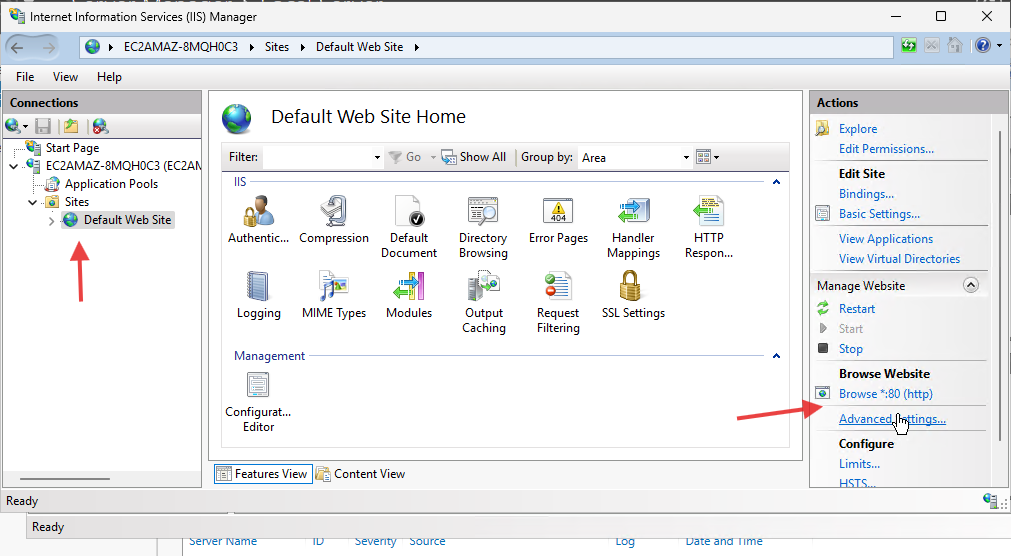 Internet Information Services (IIS) Manager
EC2AMAZ-8MQH0C3 Sites Default Web Site
File View Help
Connections
Start Page
EC2AMAZ-8MQH0C3 (EC2AM
Application Pools
Sites
Default Web Site
Default Web Site Home
Filter: Go Show All Group by: Area
IIS
Authentic... Compression Default Document Directory Browsing Error Pages Handler Mappings HTTP Respon...
Logging MIME Types Modules Output Caching Request Filtering SSL Settings
Management
Configurat... Editor
Features View Content View
Actions
Explore
Edit Permissions...
Edit Site
Bindings...
Basic Settings...
View Applications
View Virtual Directories
Manage Website
Restart
Start
Stop
Browse Website
Browse *:80 (http)
Advanced Settings...
Configure
Limits...
HSTS...
Ready
Ready
Server Name ID Severity Source Log Date and Time